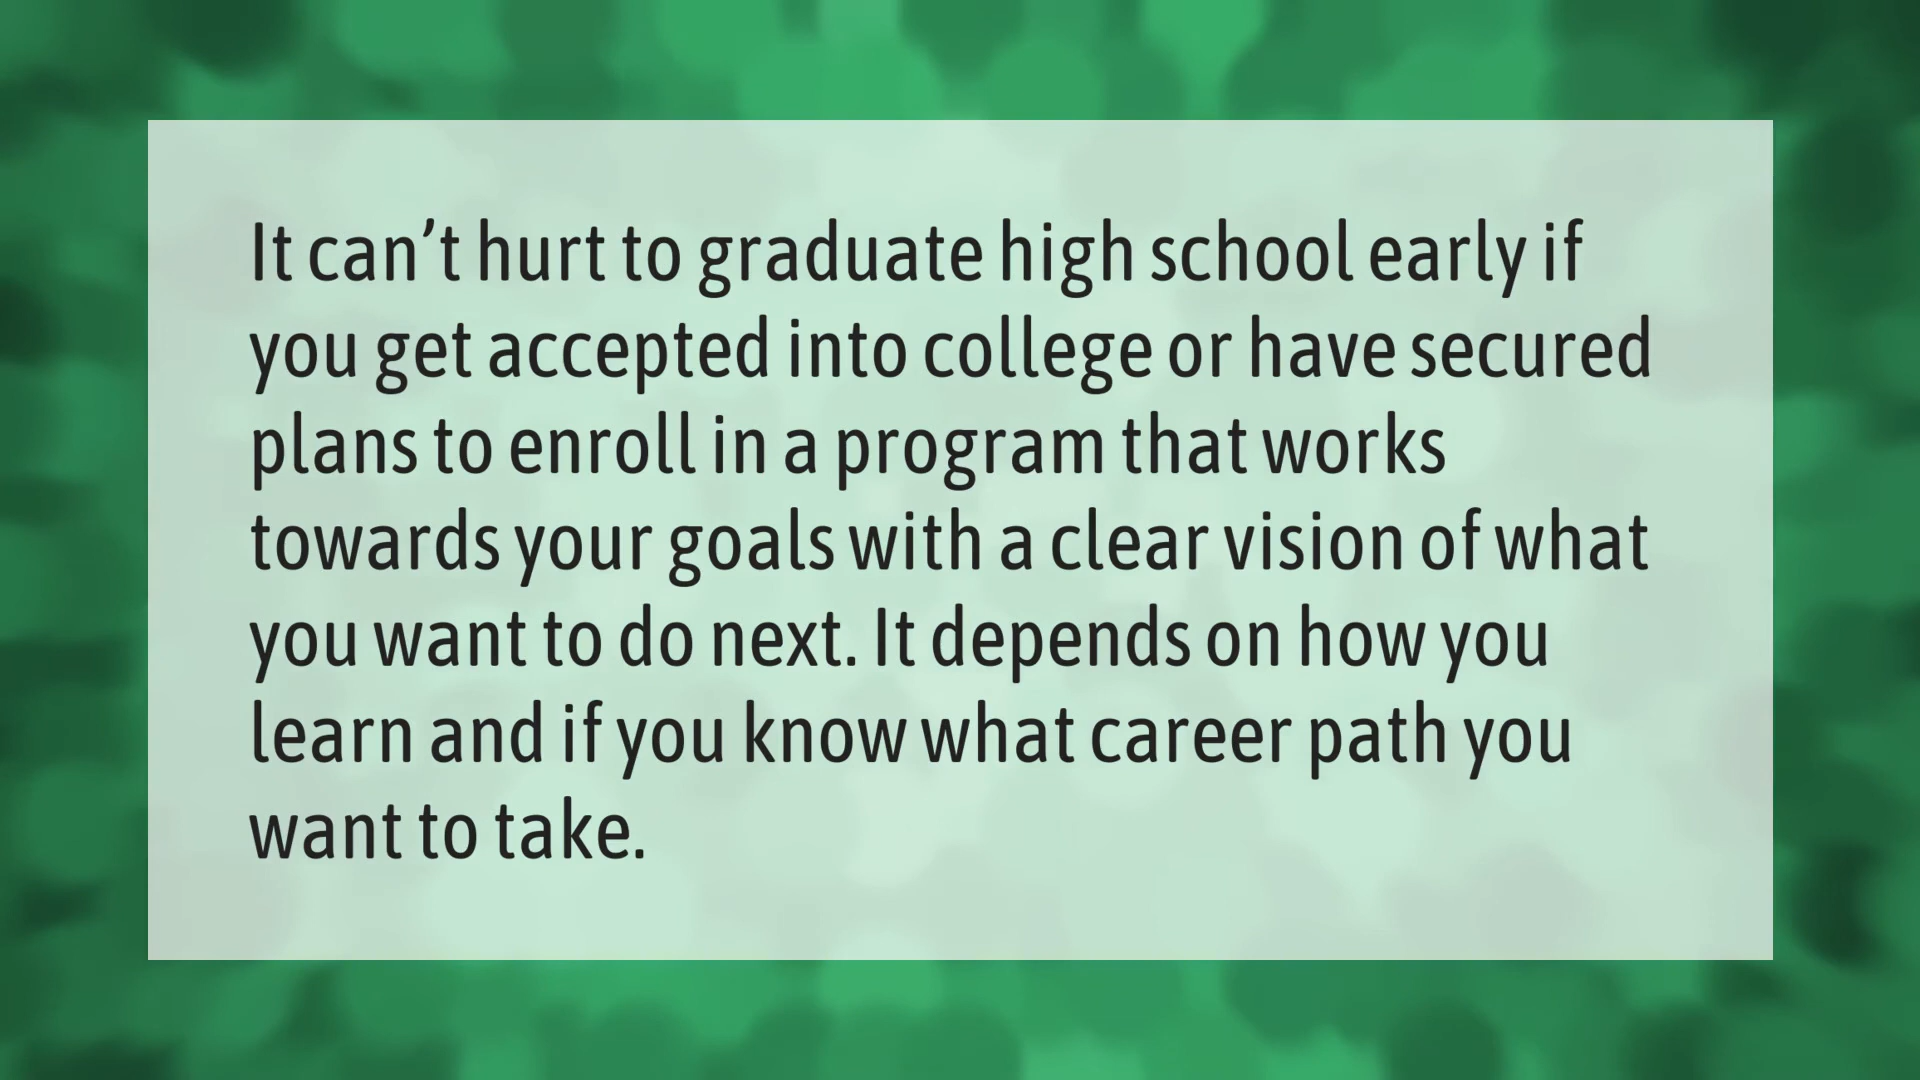 It can’t hurt to graduate high school early if
you get accepted into college or have secured
plans to enroll in a program that works
towards your goals with a clear vision of what
you want to do next. It depends on how you
learn and if you know what career path you
want to take.